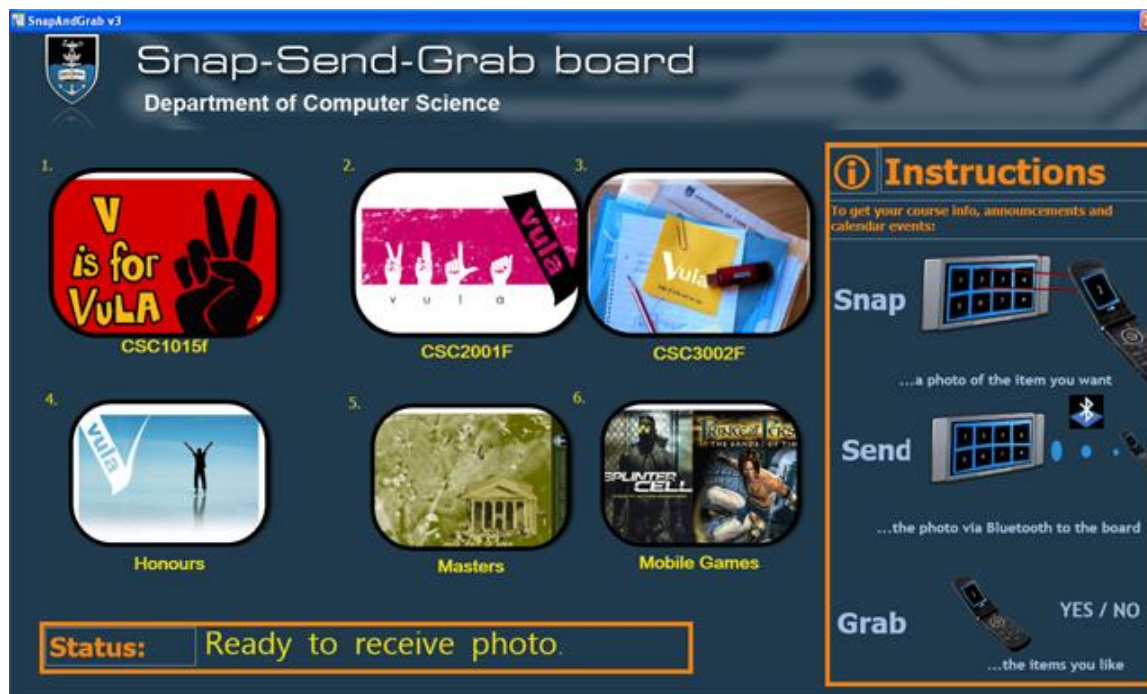 SnapAndGrab v3
Snap-Send-Grab board
Department of Computer Science
1.
V
is for
VULA
CSC1015f
2.
vula
v u l a
CSC2001F
3.
Vula
CSC3002F
4.
vula
Honours
5.
Masters
6.
SPLINTER
CELL
Mobile Games
Status: Ready to receive photo.
Instructions
To get your course info, announcements and
calendar events:
Snap
...a photo of the item you want
Send
...the photo via Bluetooth to the board
Grab
YES / NO
...the items you like